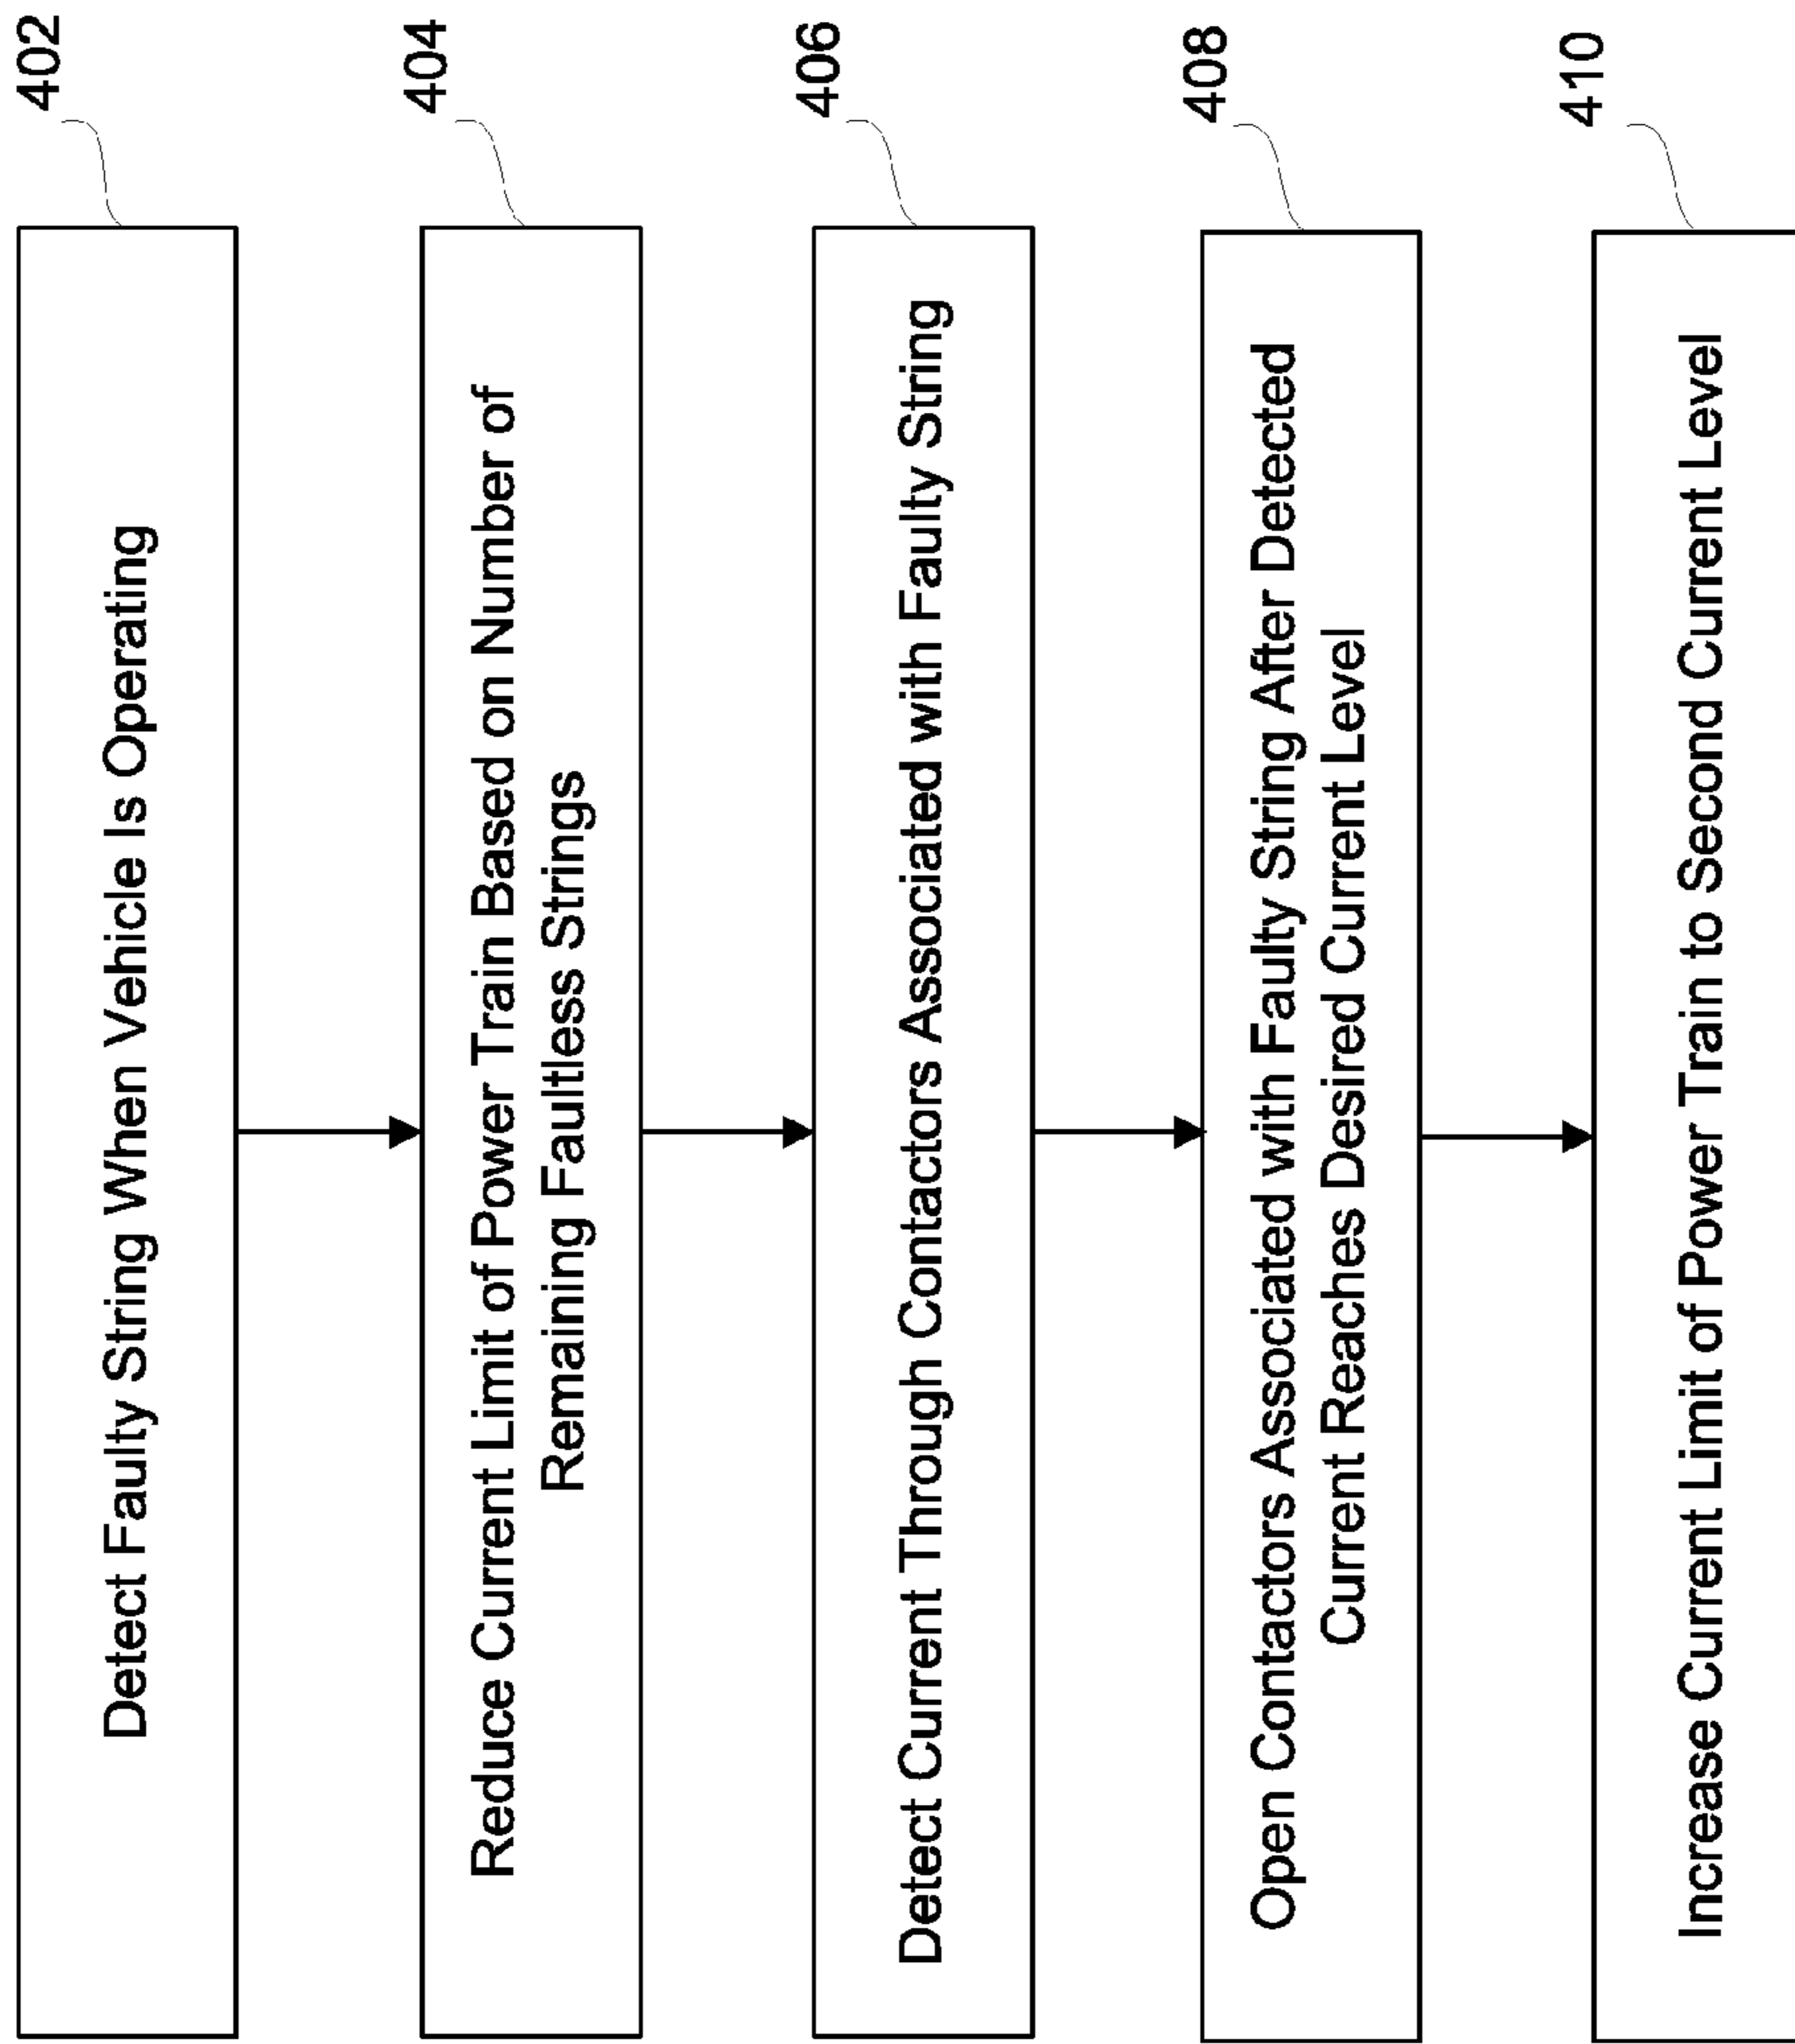 402
Detect Faulty String When Vehicle Is Operating
404
Reduce Current Limit of Power Train Based on Number of
Remaining Faultless Strings
406
Detect Current Through Contactors Associated with Faulty String
408
Open Contactors Associated with Faulty String After Detected
Current Reaches Desired Current Level
410
Increase Current Limit of Power Train to Second Current Level